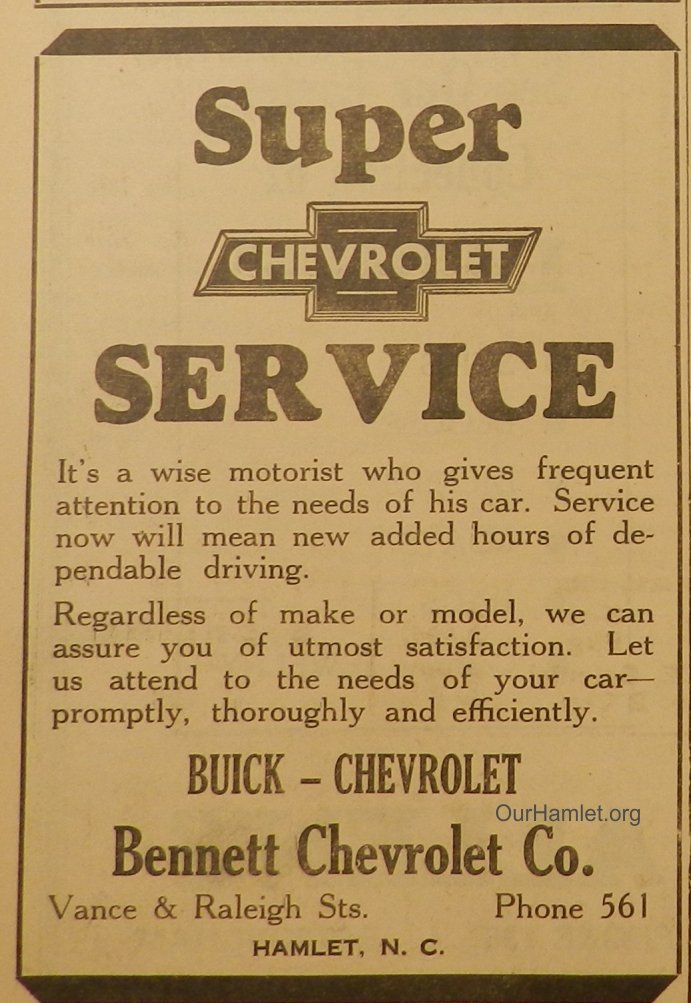 Super
CHEVROLET
SERVICE
It's a wise motorist who gives frequent
attention to the needs of his car. Service
now will mean new added hours of de-
pendable driving.
Regardless of make or model, we can
assure you of utmost satisfaction. Let
us attend to the needs of your car—
promptly, thoroughly and efficiently.
BUICK – CHEVROLET
OurHamlet.org
Bennett Chevrolet Co.
Vance & Raleigh Sts. Phone 561
HAMLET, N. C.